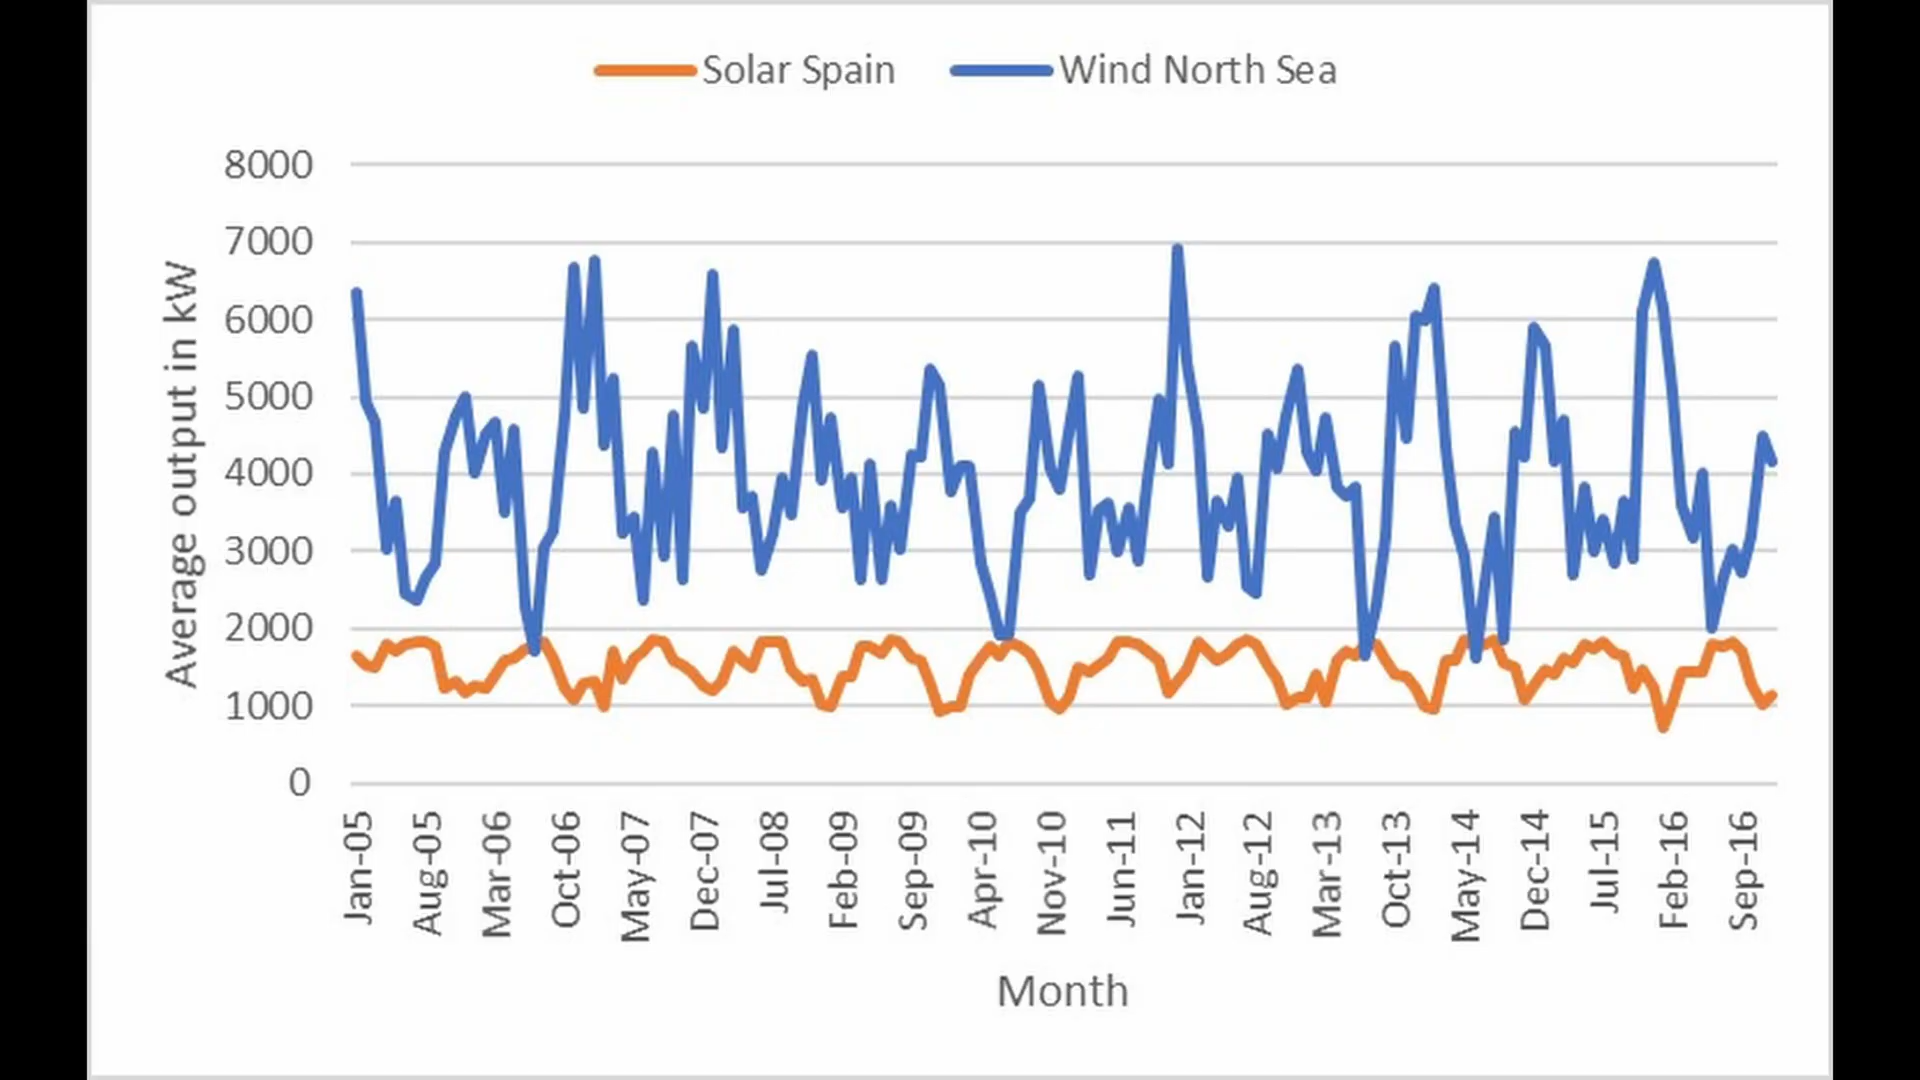 Solar Spain
Wind North Sea
8000
7000
6000
5000
4000
3000
2000
1000
0
Average output in kW
Jan-05
Aug-05
Mar-06
Oct-06
May-07
Dec-07
Jul-08
Feb-09
Sep-09
Apr-10
Nov-10
Jun-11
Jan-12
Aug-12
Mar-13
Oct-13
May-14
Dec-14
Jul-15
Feb-16
Sep-16
Month